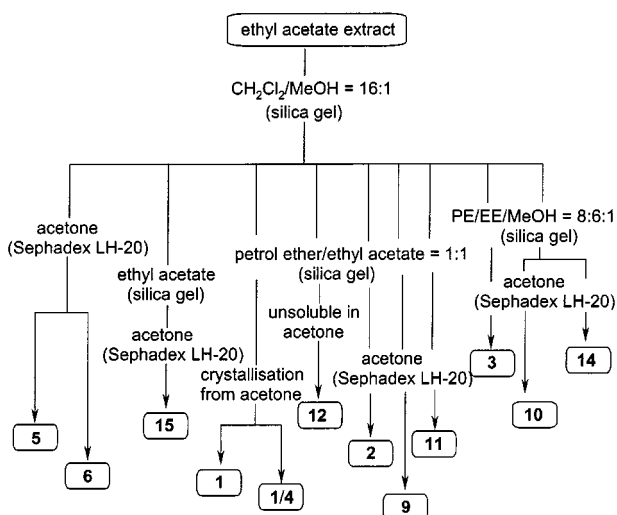 ethyl acetate extract
CH₂Cl₂/MeOH = 16:1
(silica gel)
acetone
(Sephadex LH-20)
ethyl acetate
(silica gel)
acetone
(Sephadex LH-20)
petrol ether/ethyl acetate = 1:1
(silica gel)
unsoluble in
acetone
crystallisation
from acetone
acetone
(Sephadex LH-20)
PE/EE/MeOH = 8:6:1
(silica gel)
acetone
(Sephadex LH-20)
5
6
15
1
1/4
12
2
9
11
3
10
14